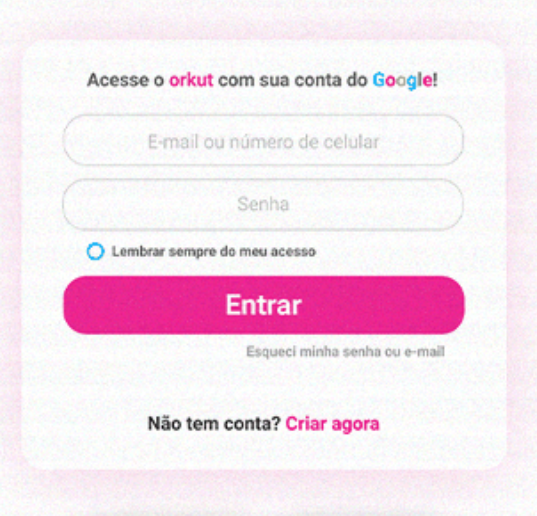 Acesse o orkut com sua conta do Google!
E-mail ou número de celular
Senha
Lembrar sempre do meu acesso
Entrar
Esqueci minha senha ou e-mail
Não tem conta? Criar agora